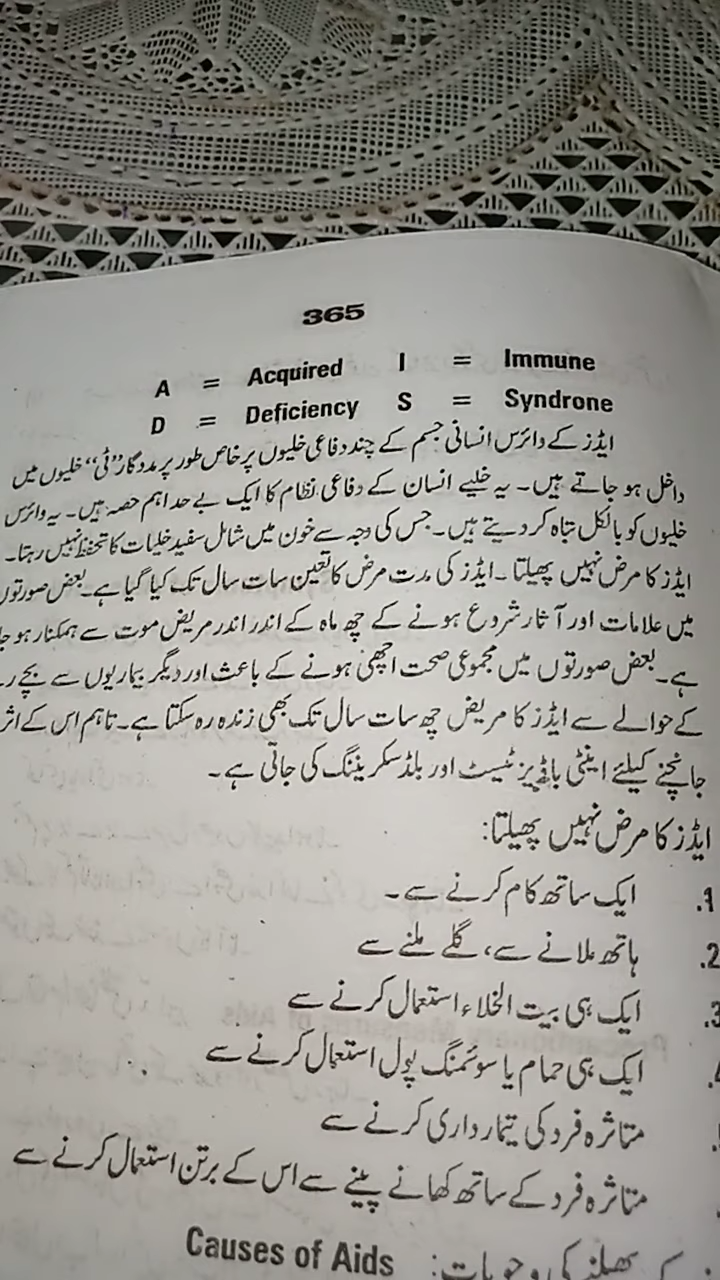 365
A = Acquired I = Immune
D = Deficiency S = Syndrone
ایڈز کے وائرس انسانی جسم کے چند دفاعی خلیوں پر خاص طور پر مددگار ”ٹی“ خلیوں میں
داخل ہو جاتے ہیں۔ یہ خلیے انسان کے دفاعی نظام کا ایک بے حد اہم حصہ ہیں۔ یہ وائرس
خلیوں کو بالکل تباہ کر دیتے ہیں۔ جس کی وجہ سے خون میں شامل سفید خلیات کا تحفظ نہیں رہتا۔
ایڈز کا مرض نہیں پھیلتا۔ ایڈز کی مدت مرض کا تعین سات سال تک کیا گیا ہے۔ بعض صورتوں
میں علامات اور آثار شروع ہونے کے چھ ماہ کے اندر اندر مریض موت سے ہمکنار ہو
ہے۔ بعض صورتوں میں مجموعی صحت اچھی ہونے کے باعث اور دیگر بیماریوں سے بچے
کے حوالے سے ایڈز کا مریض چھ سات سال تک بھی زندہ رہ سکتا ہے۔ تاہم اس کے
جانچنے کیلئے اینٹی باڈیز ٹیسٹ اور بلڈ سکریننگ کی جاتی ہے۔
ایڈز کا مرض نہیں پھیلتا:
1. ایک ساتھ کام کرنے سے۔
2. ہاتھ ملانے سے، گلے ملنے سے
3. ایک ہی بیت الخلاء استعمال کرنے سے
ایک ہی حمام یا سوئمنگ پول استعمال کرنے سے
متاثرہ فرد کی تیمارداری کرنے سے
متاثرہ فرد کے ساتھ کھانے پینے سے اس کے برتن استعمال کرنے سے
Causes of Aids